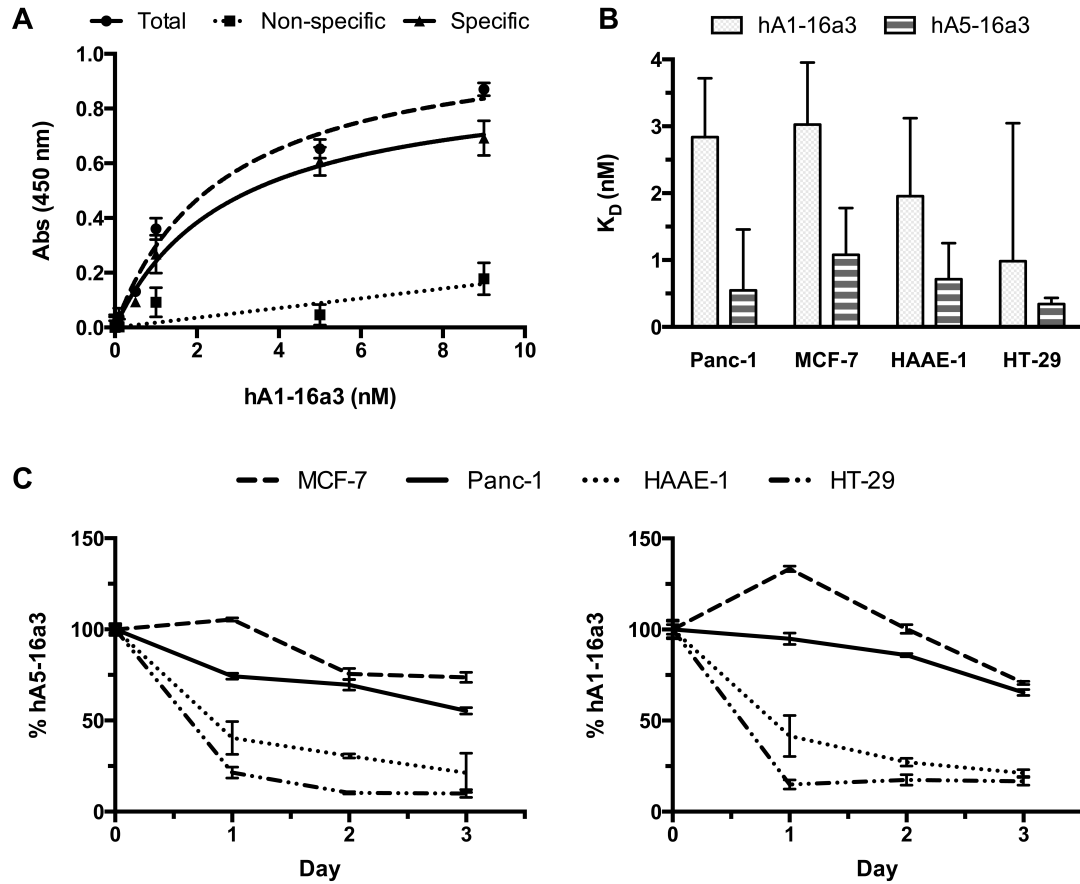 A
Total Non-specific Specific
1.0
0.8
0.6
0.4
0.2
0.0
Abs (450 nm)
0 2 4 6 8 10
hA1-16a3 (nM)
B
hA1-16a3 hA5-16a3
4
3
2
1
0
KD (nM)
Panc-1 MCF-7 HAAE-1 HT-29
C
MCF-7 Panc-1 HAAE-1 HT-29
150
100
50
0
% hA5-16a3
0 1 2 3
Day
150
100
50
0
% hA1-16a3
0 1 2 3
Day